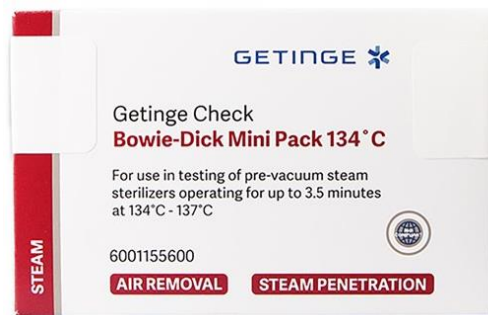 GETINGE
Getinge Check
Bowie-Dick Mini Pack 134°C
For use in testing of pre-vacuum steam
sterilizers operating for up to 3.5 minutes
at 134°C - 137°C
6001155600
AIR REMOVAL
STEAM PENETRATION
STEAM